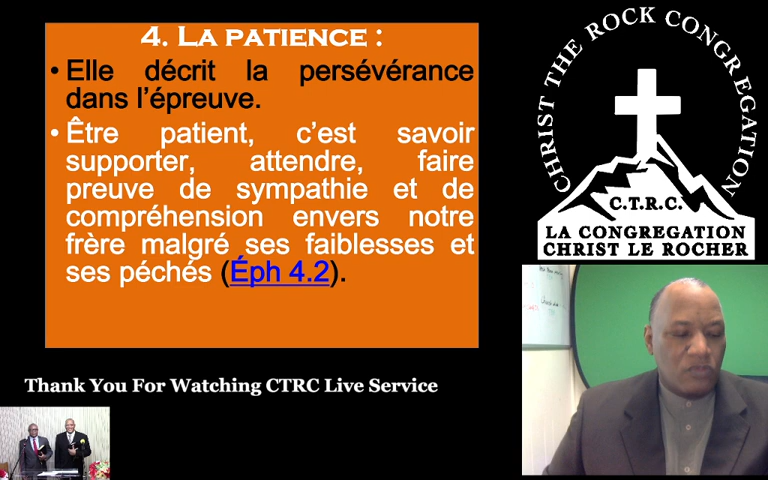 4. LA PATIENCE :
• Elle décrit la persévérance
dans l'épreuve.
• Être patient, c'est savoir
supporter, attendre, faire
preuve de sympathie et de
compréhension envers notre
frère malgré ses faiblesses et
ses péchés (Éph 4.2).
CHRIST THE ROCK CONGREGATION
C.T.R.C.
LA CONGREGATION
CHRIST LE ROCHER
Thank You For Watching CTRC Live Service